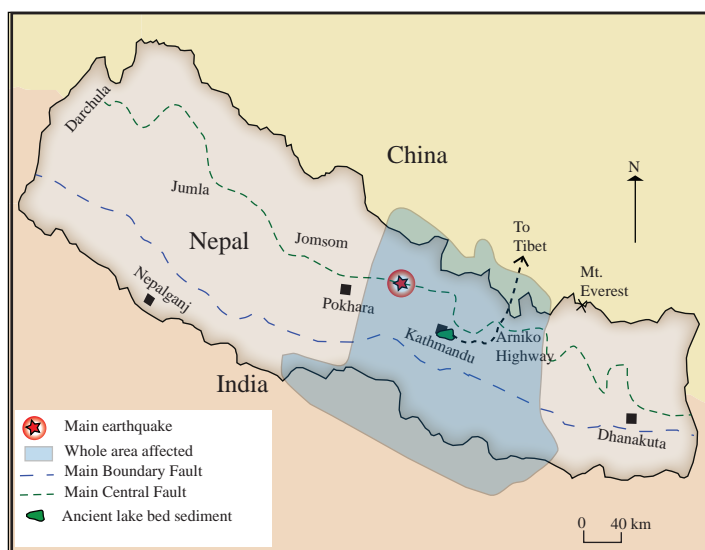 Darchula
China
N
Jumla
To
Tibet
Nepal
Jomsom
Mt.
Everest
Nepalganj
Pokhara
Kathmandu
Arniko
Highway
India
Dhanakuta
Main earthquake
Whole area affected
Main Boundary Fault
Main Central Fault
Ancient lake bed sediment
0 40 km